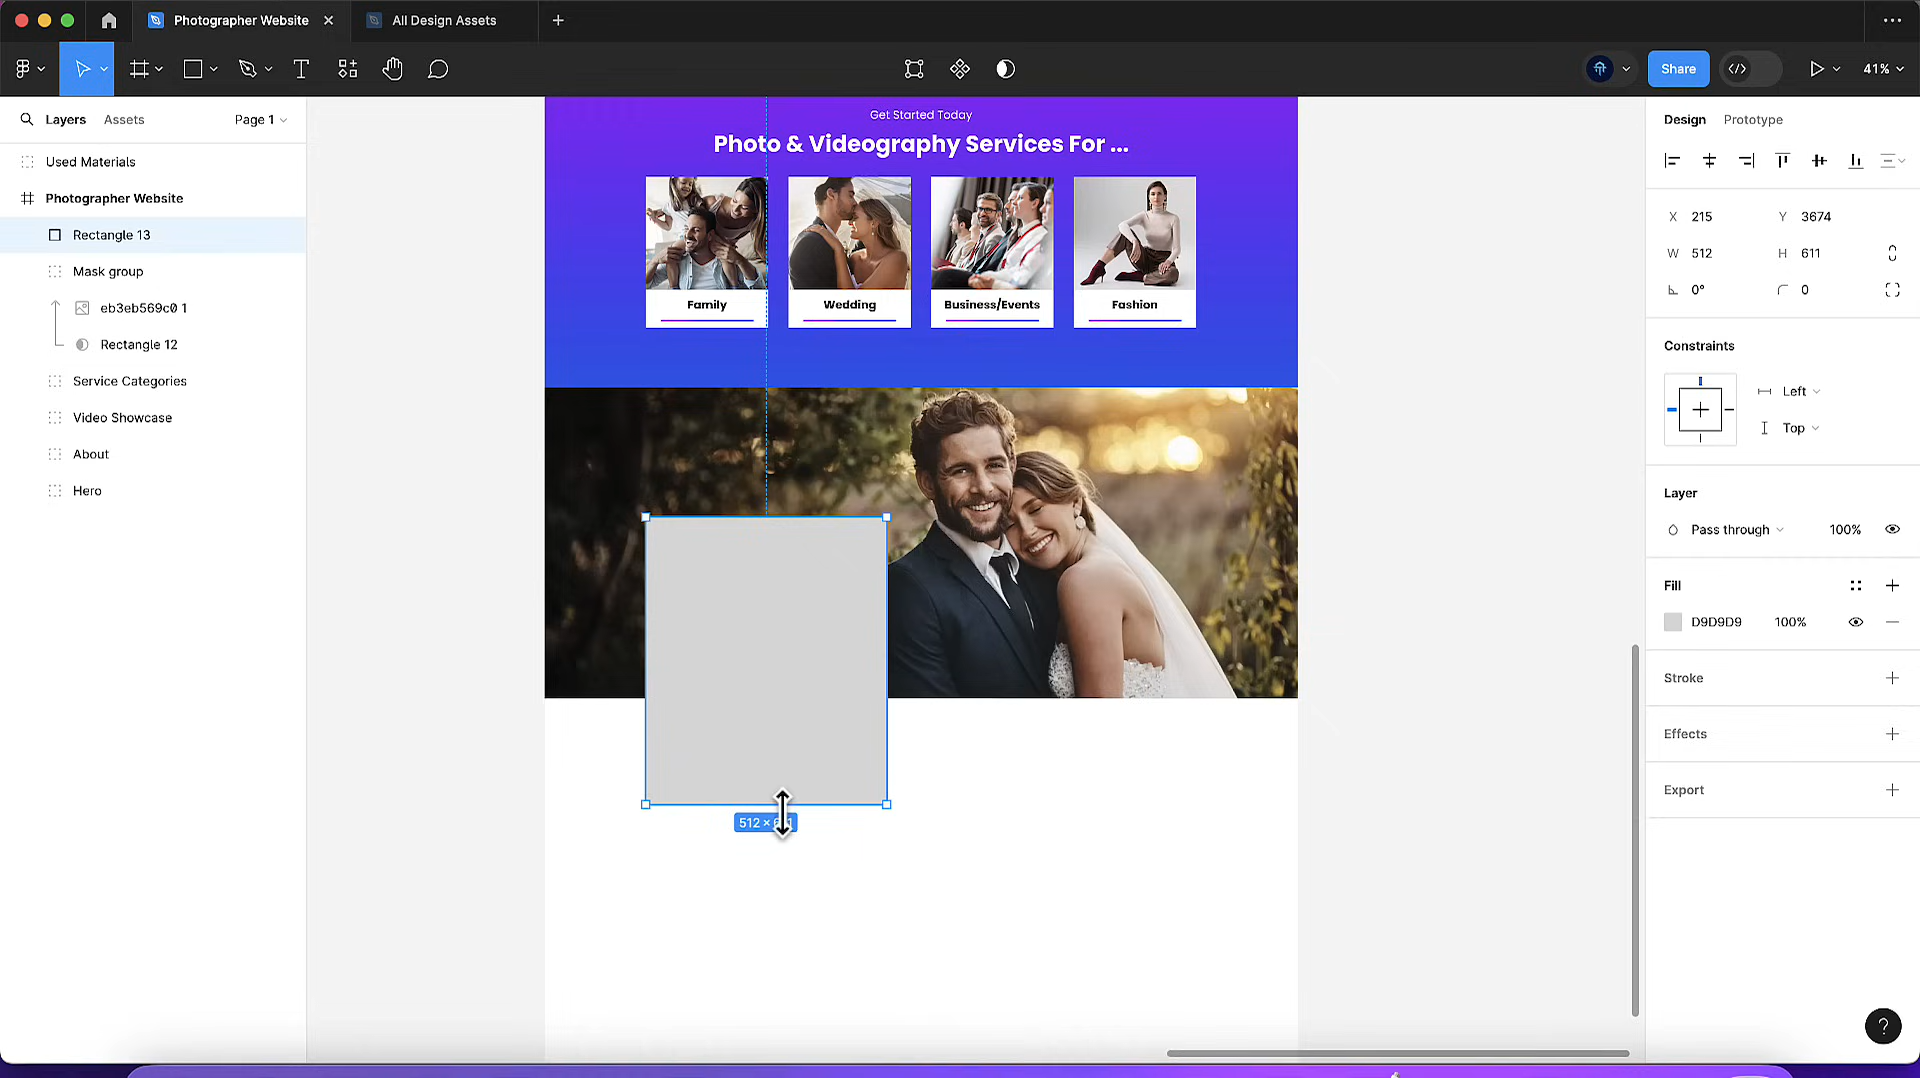 Photographer Website
All Design Assets
Share
41%
Layers
Assets
Page 1
Used Materials
Photographer Website
Rectangle 13
Mask group
eb3eb569c0 1
Rectangle 12
Service Categories
Video Showcase
About
Hero
Get Started Today
Photo & Videography Services For ...
Family
Wedding
Business/Events
Fashion
512 ×
Design
Prototype
X 215
Y 3674
W 512
H 611
0°
0
Constraints
Left
Top
Layer
Pass through
100%
Fill
D9D9D9
100%
Stroke
Effects
Export
?